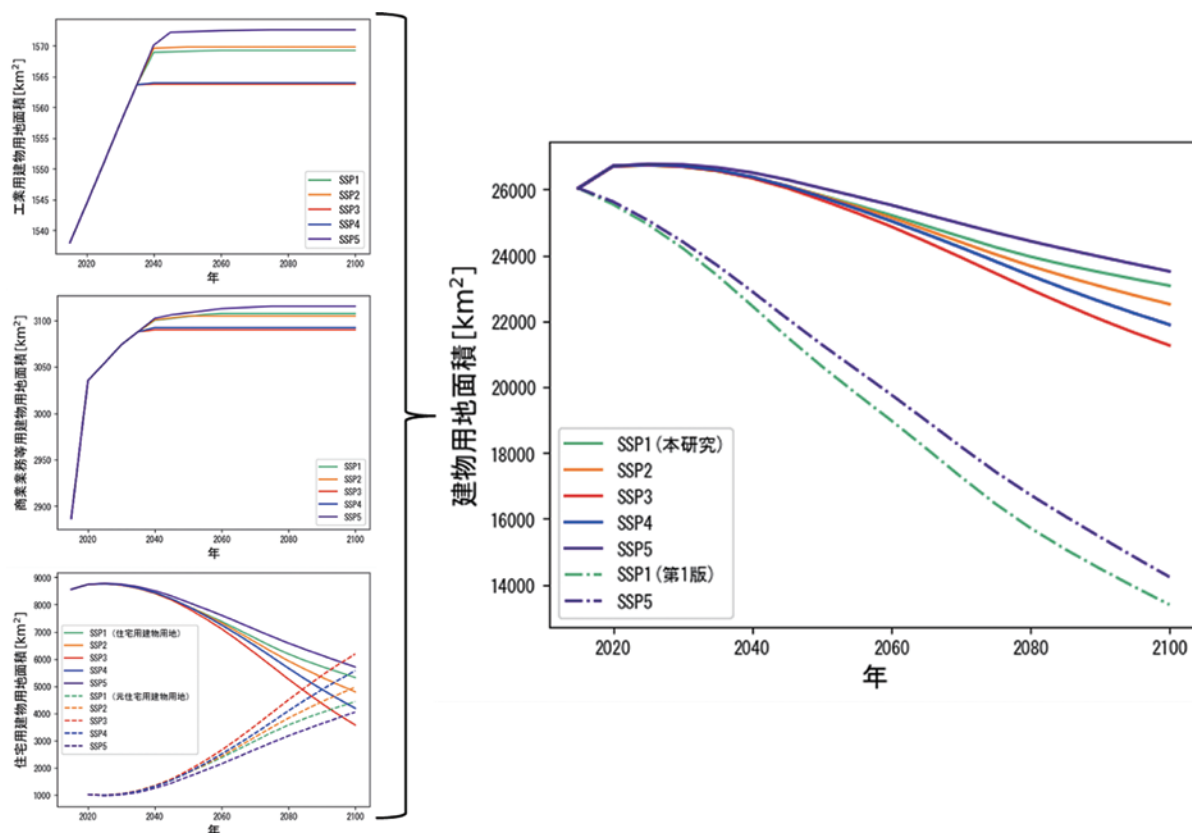 工業用建物用地面積[km²]
1570
1565
1560
1555
1550
1545
1540
SSP1
SSP2
SSP3
SSP4
SSP5
2020 2040 2060 2080 2100
年
商業業務等用建物用地面積[km²]
3100
3050
3000
2950
2900
SSP1
SSP2
SSP3
SSP4
SSP5
2020 2040 2060 2080 2100
年
住宅用建物用地面積[km²]
9000
8000
7000
6000
5000
4000
3000
2000
1000
SSP1 (住宅用建物用地)
SSP2
SSP3
SSP4
SSP5
SSP1 (元住宅用建物用地)
SSP2
SSP3
SSP4
SSP5
2020 2040 2060 2080 2100
年
建物用地面積[km²]
26000
24000
22000
20000
18000
16000
14000
SSP1(本研究)
SSP2
SSP3
SSP4
SSP5
SSP1(第1版)
SSP5
2020 2040 2060 2080 2100
年